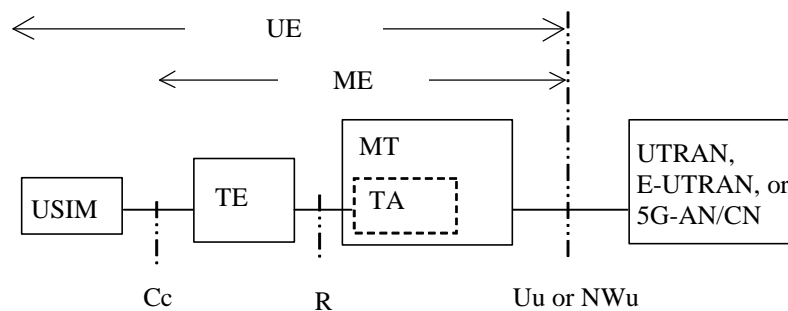 UE
ME
USIM
TE
MT
TA
UTRAN,
E-UTRAN, or
5G-AN/CN
Cc
R
Uu or NWu